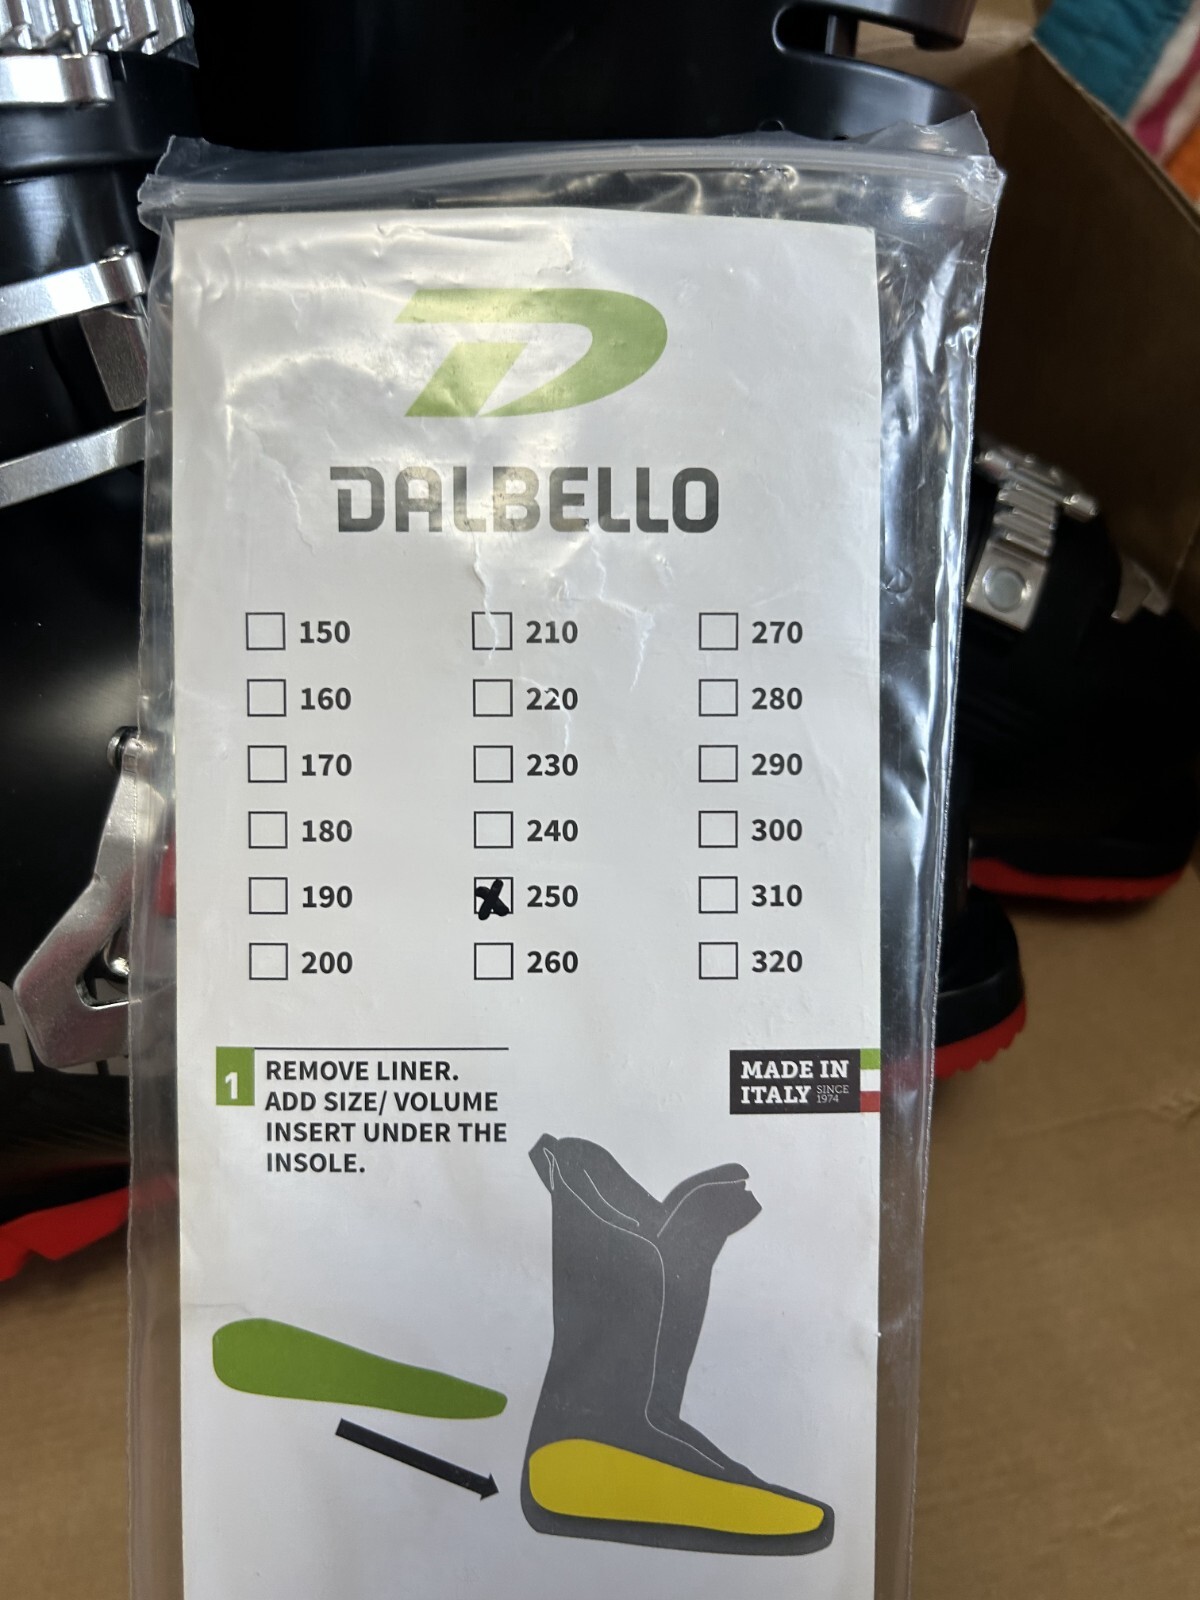 DALBELLO
150 210 270
160 220 280
170 230 290
180 240 300
190 250 310
200 260 320
1
REMOVE LINER.
ADD SIZE/ VOLUME
INSERT UNDER THE
INSOLE.
MADE IN
ITALY SINCE
1974